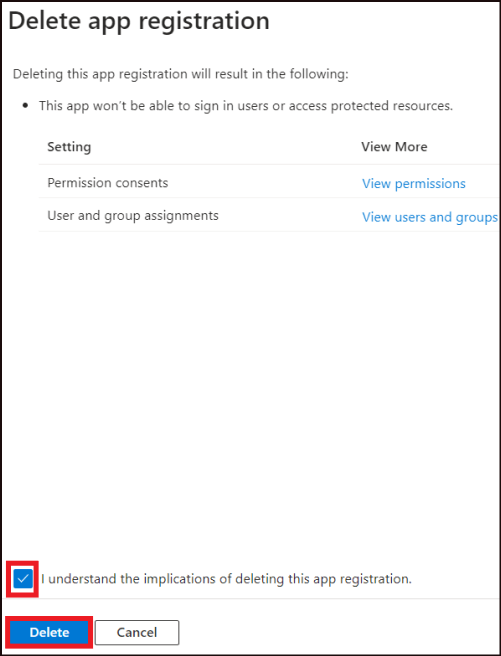 Delete app registration
Deleting this app registration will result in the following:
• This app won't be able to sign in users or access protected resources.
Setting View More
Permission consents View permissions
User and group assignments View users and groups
I understand the implications of deleting this app registration.
Delete Cancel